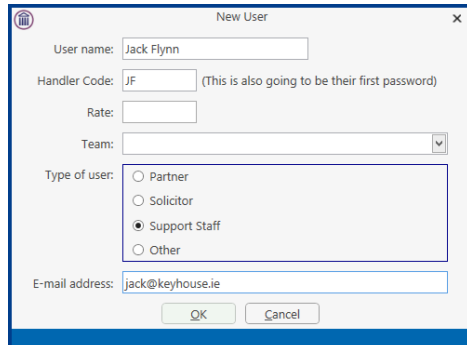 New User
User name: Jack Flynn
Handler Code: JF (This is also going to be their first password)
Rate:
Team:
Type of user: Partner
Solicitor
Support Staff
Other
E-mail address: jack@keyhouse.ie
OK Cancel